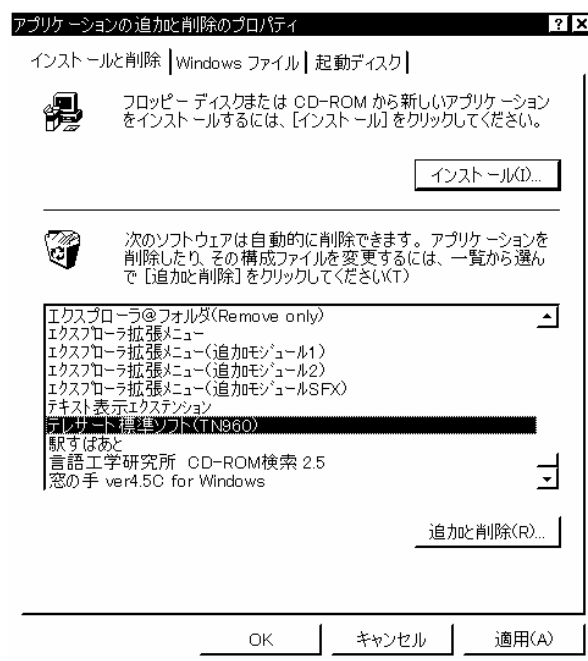 アプリケーションの追加と削除のプロパティ
インストールと削除 Windows ファイル 起動ディスク
フロッピー ディスクまたは CD-ROM から新しいアプリケーション
をインストールするには、[インストール] をクリックしてください。
インストール(I)...
次のソフトウェアは自動的に削除できます。アプリケーションを
削除したり、その構成ファイルを変更するには、一覧から選ん
で [追加と削除] をクリックしてください(T)
エクスプローラ@フォルダ(Remove only)
ｴｸｽﾌﾟﾛｰﾗ拡張ﾒﾆｭｰ
ｴｸｽﾌﾟﾛｰﾗ拡張ﾒﾆｭｰ(追加ﾓｼﾞｭｰﾙ1)
ｴｸｽﾌﾟﾛｰﾗ拡張ﾒﾆｭｰ(追加ﾓｼﾞｭｰﾙ2)
ｴｸｽﾌﾟﾛｰﾗ拡張ﾒﾆｭｰ(追加ﾓｼﾞｭｰﾙSFX)
ﾃｷｽﾄ表示ｴｸｽﾃﾝｼｮﾝ
テレサート標準ソフト(TN960)
駅すぱあと
言語工学研究所 CD-ROM検索 2.5
窓の手 ver4.5C for Windows
追加と削除(R)...
OK キャンセル 適用(A)